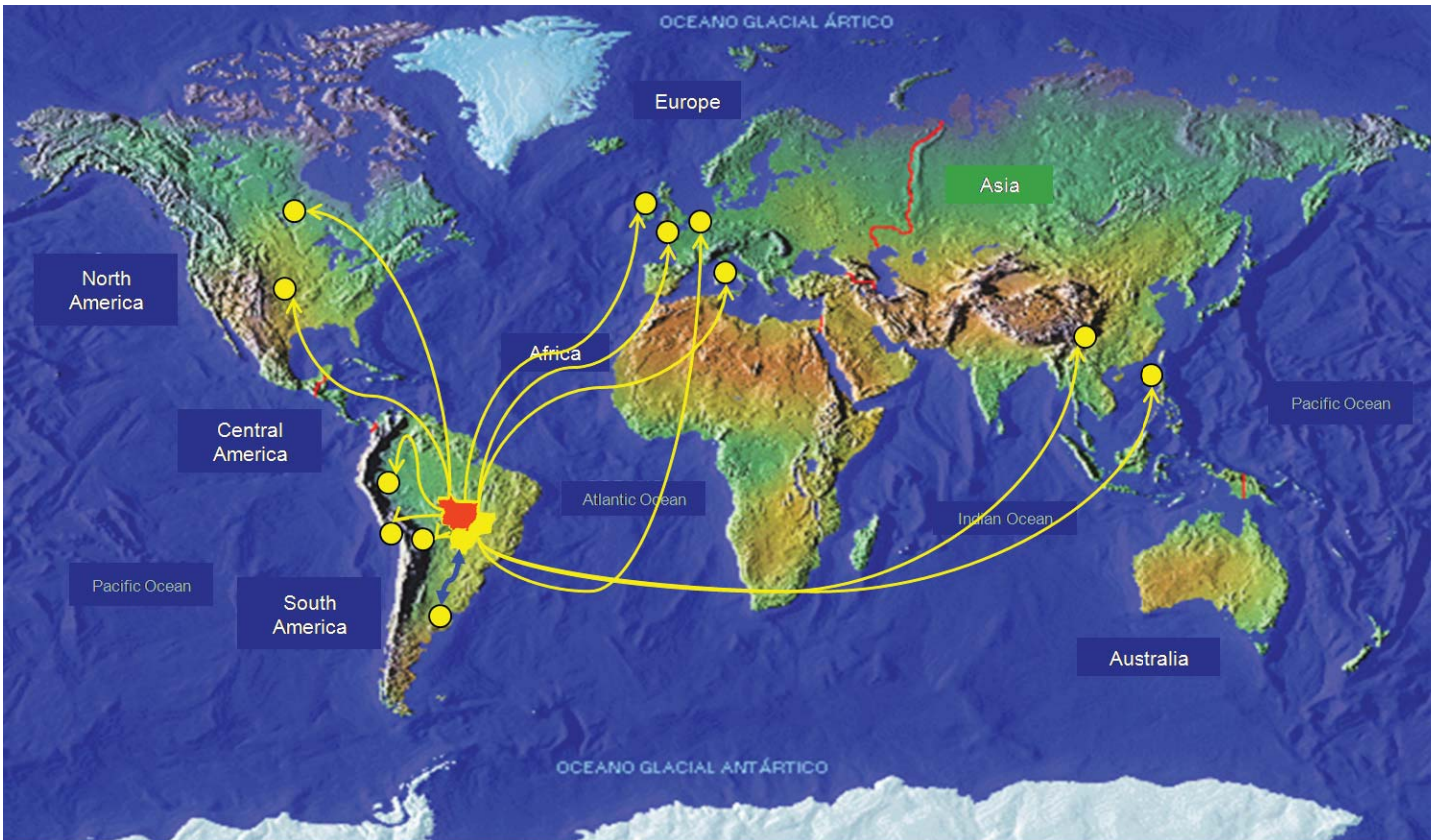 OCEANO GLACIAL ÁRTICO
Europe
Asia
North
America
Africa
Pacific Ocean
Central
America
Atlantic Ocean
Indian Ocean
Pacific Ocean
South
America
Australia
OCEANO GLACIAL ANTÁRTICO